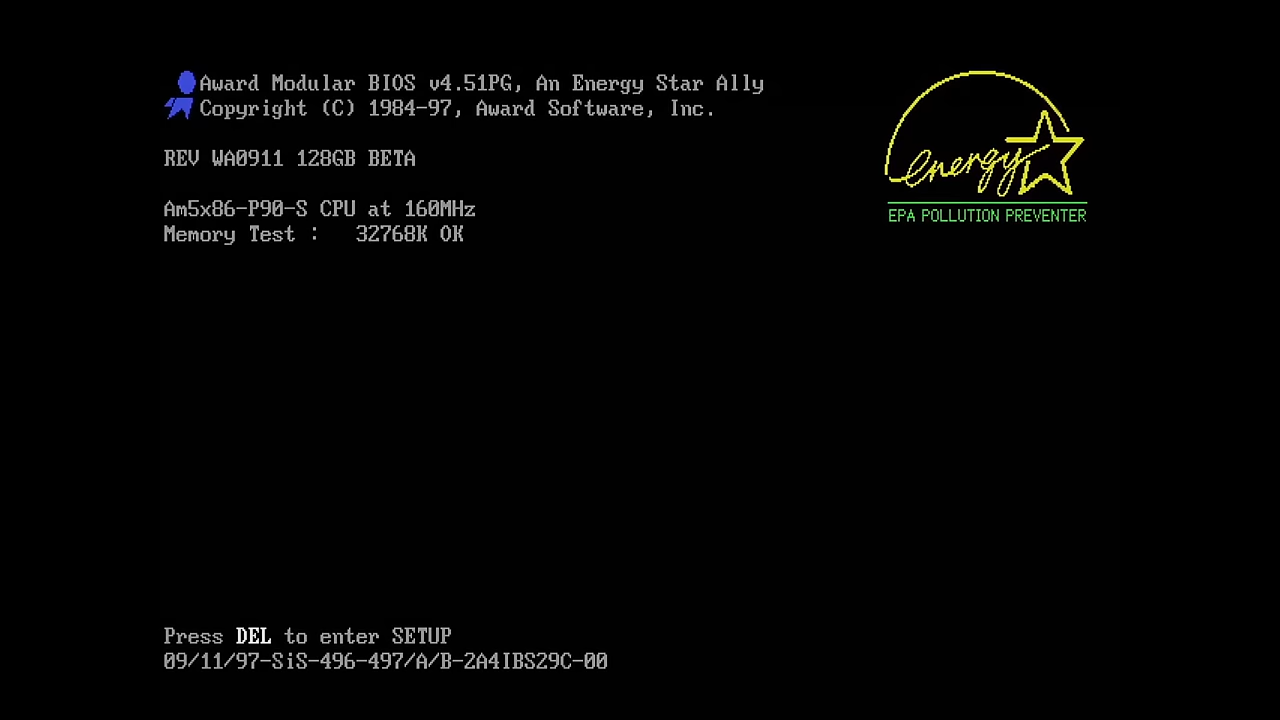 Award Modular BIOS v4.51PG, An Energy Star Ally
Copyright (C) 1984-97, Award Software, Inc.
energy
EPA POLLUTION PREVENTER
REV WA0911 128GB BETA
Am5x86-P90-S CPU at 160MHz
Memory Test :   32768K OK
Press DEL to enter SETUP
09/11/97-SiS-496-497/A/B-2A4IBS29C-00